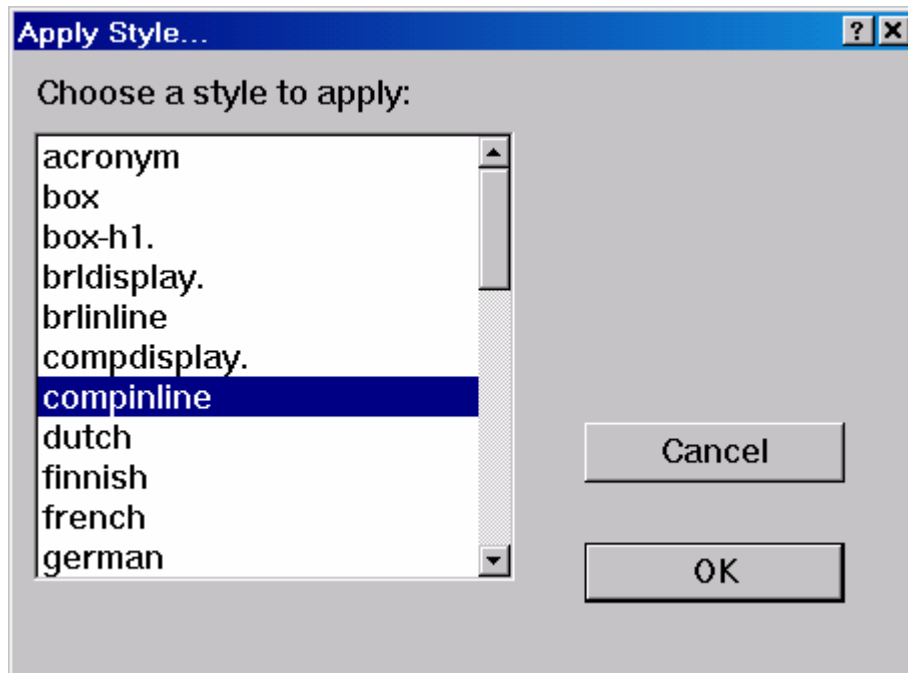 Apply Style...
Choose a style to apply:
acronym
box
box-h1.
brldisplay.
brlinline
compdisplay.
compinline
dutch
finnish
french
german
Cancel
OK